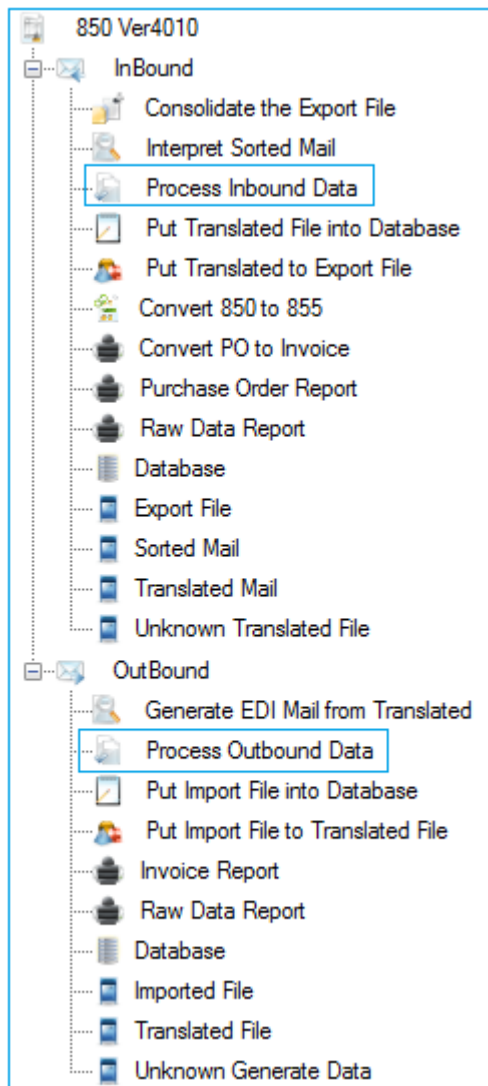 850 Ver4010
InBound
Consolidate the Export File
Interpret Sorted Mail
Process Inbound Data
Put Translated File into Database
Put Translated to Export File
Convert 850 to 855
Convert PO to Invoice
Purchase Order Report
Raw Data Report
Database
Export File
Sorted Mail
Translated Mail
Unknown Translated File
OutBound
Generate EDI Mail from Translated
Process Outbound Data
Put Import File into Database
Put Import File to Translated File
Invoice Report
Raw Data Report
Database
Imported File
Translated File
Unknown Generate Data